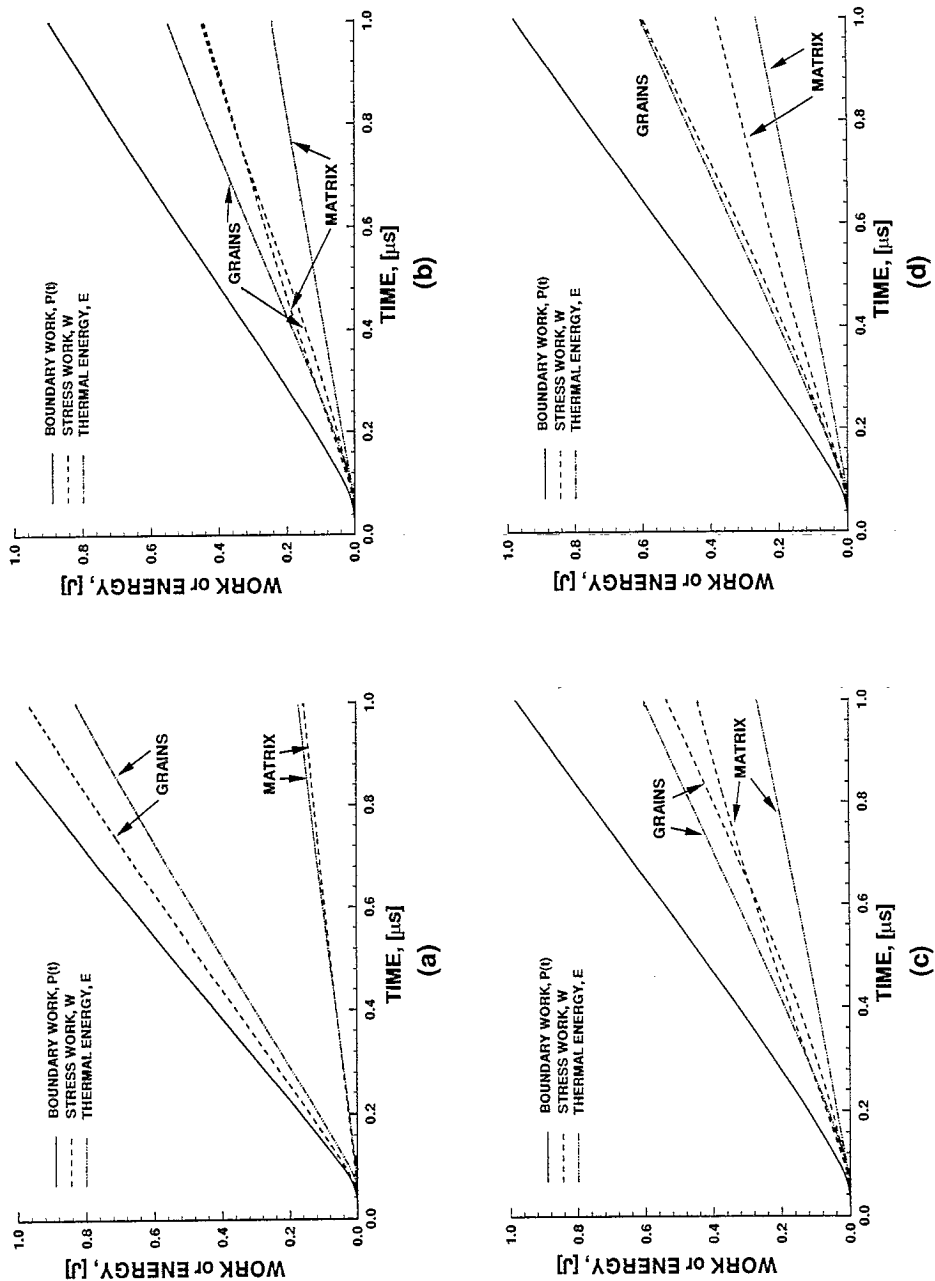 BOUNDARY WORK, P(t)
STRESS WORK, W
THERMAL ENERGY, E
GRAINS
MATRIX
WORK or ENERGY, [J]
1.0
0.8
0.6
0.4
0.2
0.0
0.0
0.2
0.4
0.6
0.8
1.0
TIME, [µs]
(a)
BOUNDARY WORK, P(t)
STRESS WORK, W
THERMAL ENERGY, E
GRAINS
MATRIX
WORK or ENERGY, [J]
1.0
0.8
0.6
0.4
0.2
0.0
0.0
0.2
0.4
0.6
0.8
1.0
TIME, [µs]
(b)
BOUNDARY WORK, P(t)
STRESS WORK, W
THERMAL ENERGY, E
GRAINS
MATRIX
WORK or ENERGY, [J]
1.0
0.8
0.6
0.4
0.2
0.0
0.0
0.2
0.4
0.6
0.8
1.0
TIME, [µs]
(c)
BOUNDARY WORK, P(t)
STRESS WORK, W
THERMAL ENERGY, E
GRAINS
MATRIX
WORK or ENERGY, [J]
1.0
0.8
0.6
0.4
0.2
0.0
0.0
0.2
0.4
0.6
0.8
1.0
TIME, [µs]
(d)